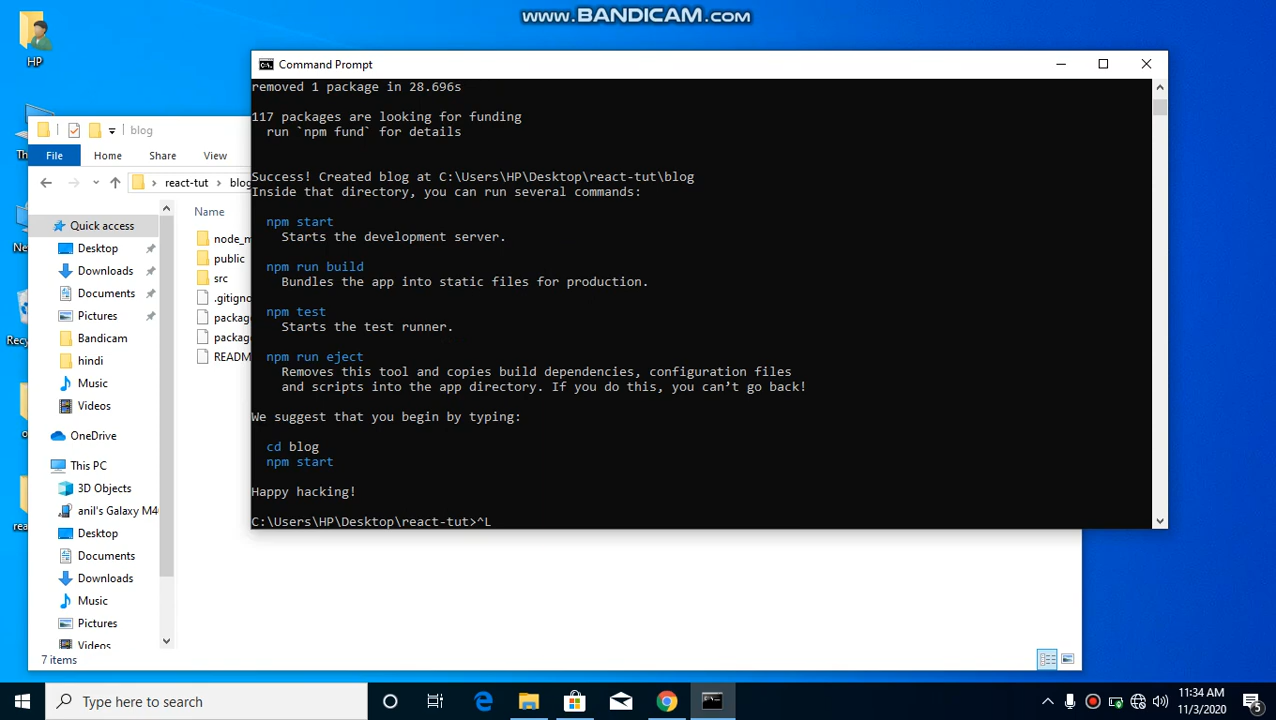 www.BANDICAM.com
HP
Command Prompt
removed 1 package in 28.696s
117 packages are looking for funding
run `npm fund` for details
Success! Created blog at C:\Users\HP\Desktop\react-tut\blog
Inside that directory, you can run several commands:
npm start
Starts the development server.
npm run build
Bundles the app into static files for production.
npm test
Starts the test runner.
npm run eject
Removes this tool and copies build dependencies, configuration files
and scripts into the app directory. If you do this, you can’t go back!
We suggest that you begin by typing:
cd blog
npm start
Happy hacking!
C:\Users\HP\Desktop\react-tut>^L
blog
File Home Share View
react-tut blog
Name
node_m
public
src
.gitigno
package
package
README
Quick access
Desktop
Downloads
Documents
Pictures
Bandicam
hindi
Music
Videos
OneDrive
This PC
3D Objects
anil's Galaxy M4
Desktop
Documents
Downloads
Music
Pictures
Videos
7 items
Type here to search
11:34 AM
11/3/2020
5